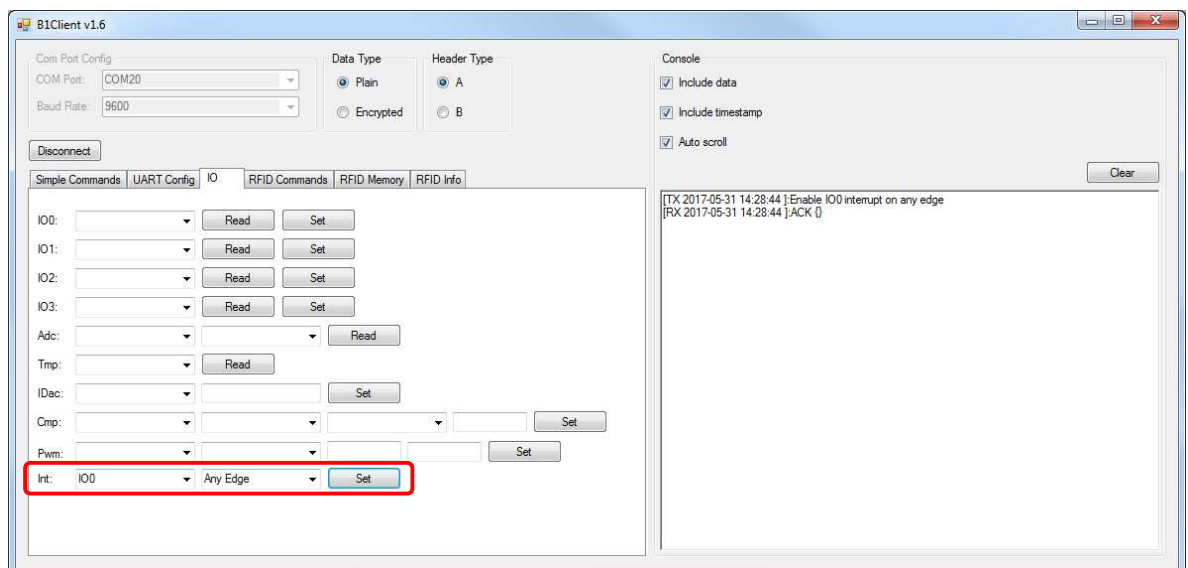 B1Client v1.6
Com Port Config
COM Port: COM20
Baud Rate: 9600
Data Type
Plain
Encrypted
Header Type
A
B
Disconnect
Simple Commands UART Config IO RFID Commands RFID Memory RFID Info
IO0: Read Set
IO1: Read Set
IO2: Read Set
IO3: Read Set
Adc: Read
Tmp: Read
IDac: Set
Cmp: Set
Pwm: Set
Int: IO0 Any Edge Set
Console
Include data
Include timestamp
Auto scroll
Clear
[TX 2017-05-31 14:28:44 ]:Enable IO0 interrupt on any edge
[RX 2017-05-31 14:28:44 ]:ACK {}